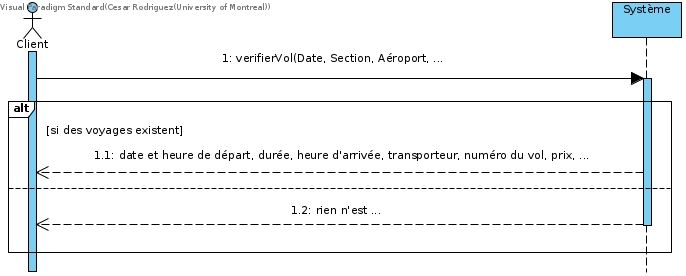 Visual Paradigm Standard(Cesar Rodriguez(University of Montreal))
Système
Client
1: verifierVol(Date, Section, Aéroport, ...
alt
[si des voyages existent]
1.1: date et heure de départ, durée, heure d'arrivée, transporteur, numéro du vol, prix, ...
1.2: rien n'est ...